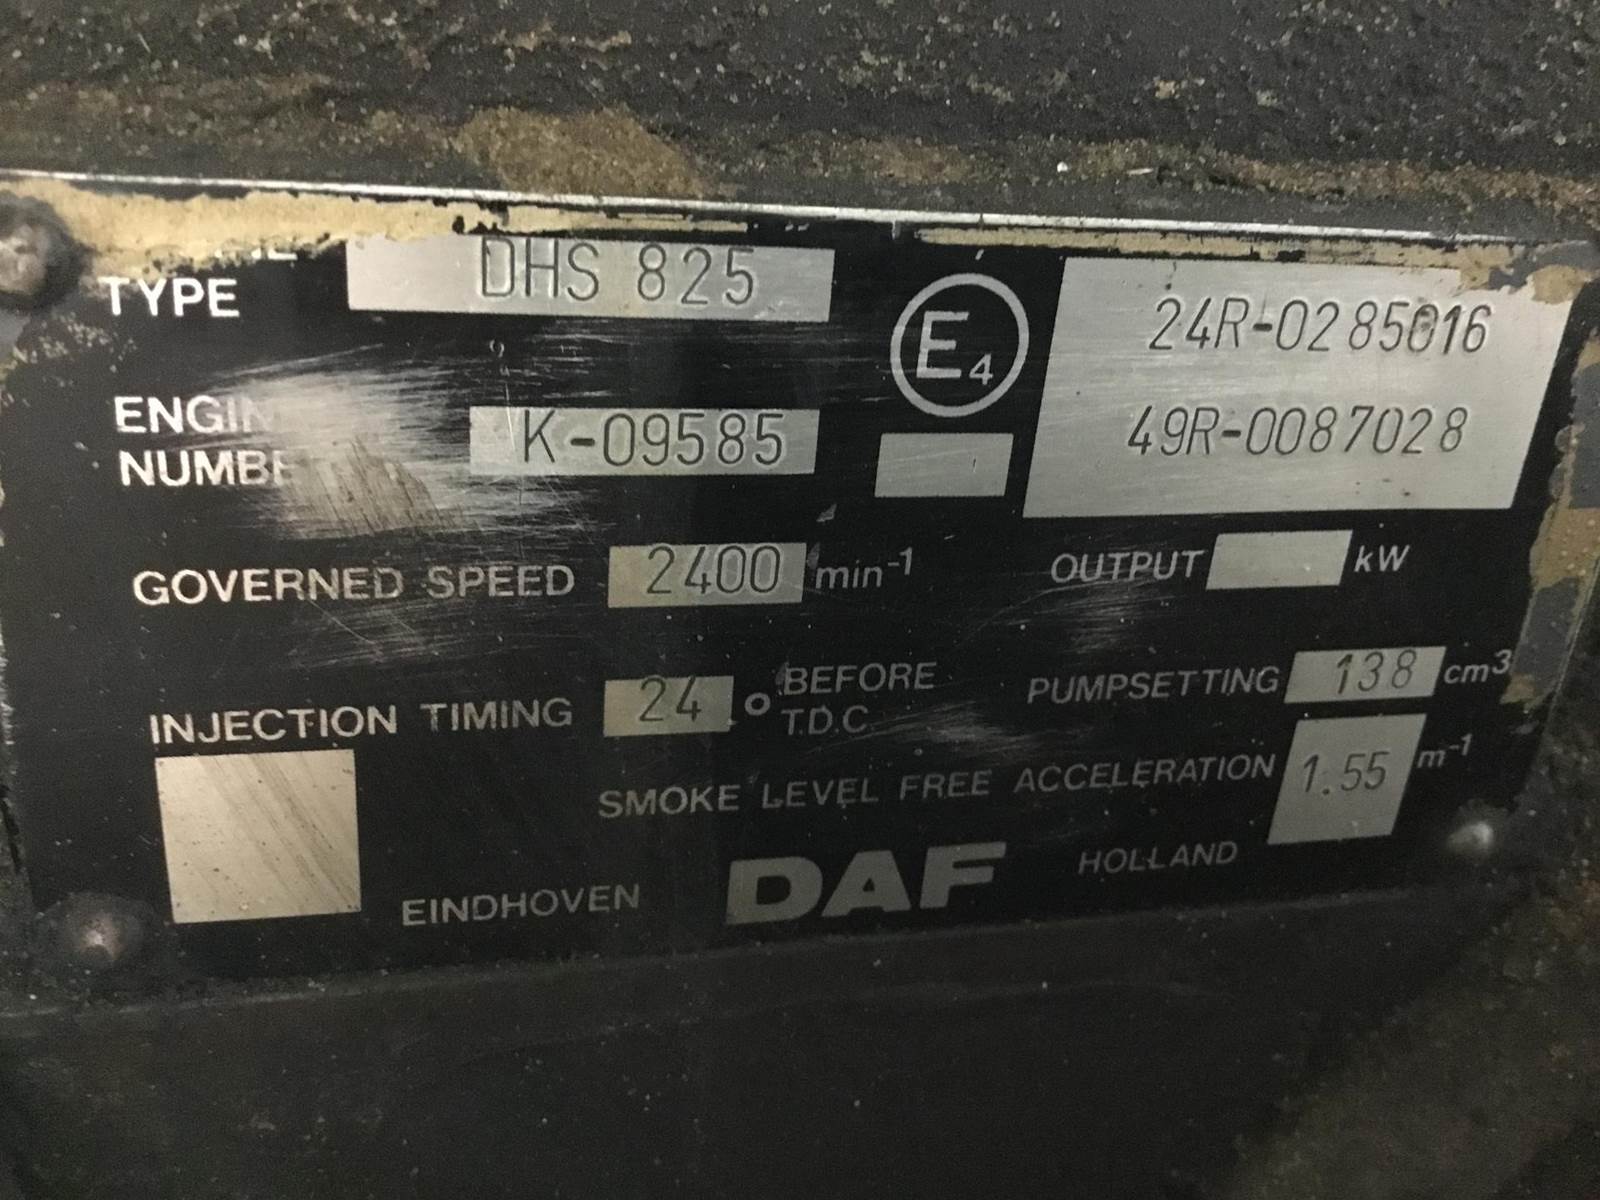 TYPE DHS 825
E4 24R-0285016
49R-0087028
ENGIN
NUMBE K-09585
GOVERNED SPEED 2400 min-1
OUTPUT kW
INJECTION TIMING 24 ° BEFORE
T.D.C.
PUMPSETTING 138 cm3
SMOKE LEVEL FREE ACCELERATION 1.55 m-1
EINDHOVEN DAF HOLLAND